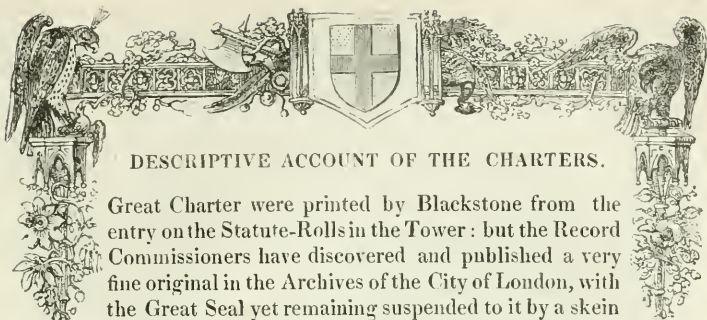 DESCRIPTIVE ACCOUNT OF THE CHARTERS.
Great Charter were printed by Blackstone from the
entry on the Statute-Rolls in the Tower: but the Record
Commissioners have discovered and published a very
fine original in the Archives of the City of London, with
the Great Seal yet remaining suspended to it by a skein